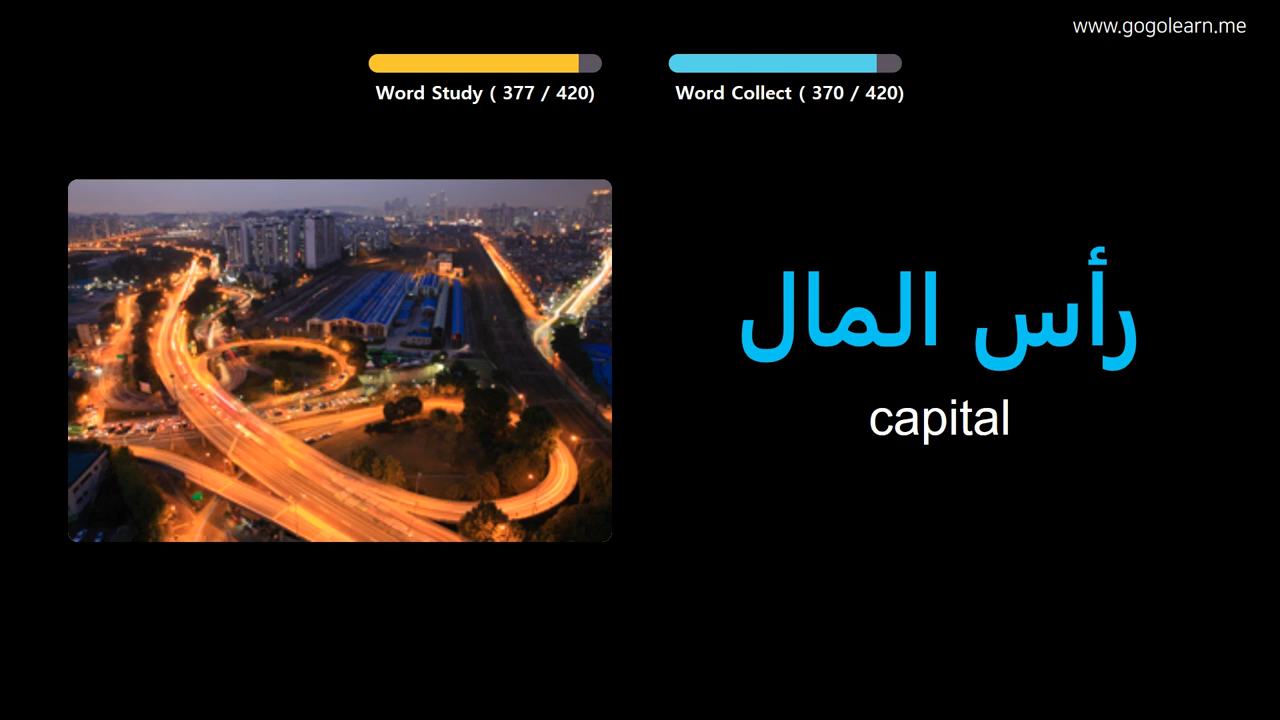 www.gogolearn.me
Word Study ( 377 / 420)
Word Collect ( 370 / 420)
رأس المال
capital